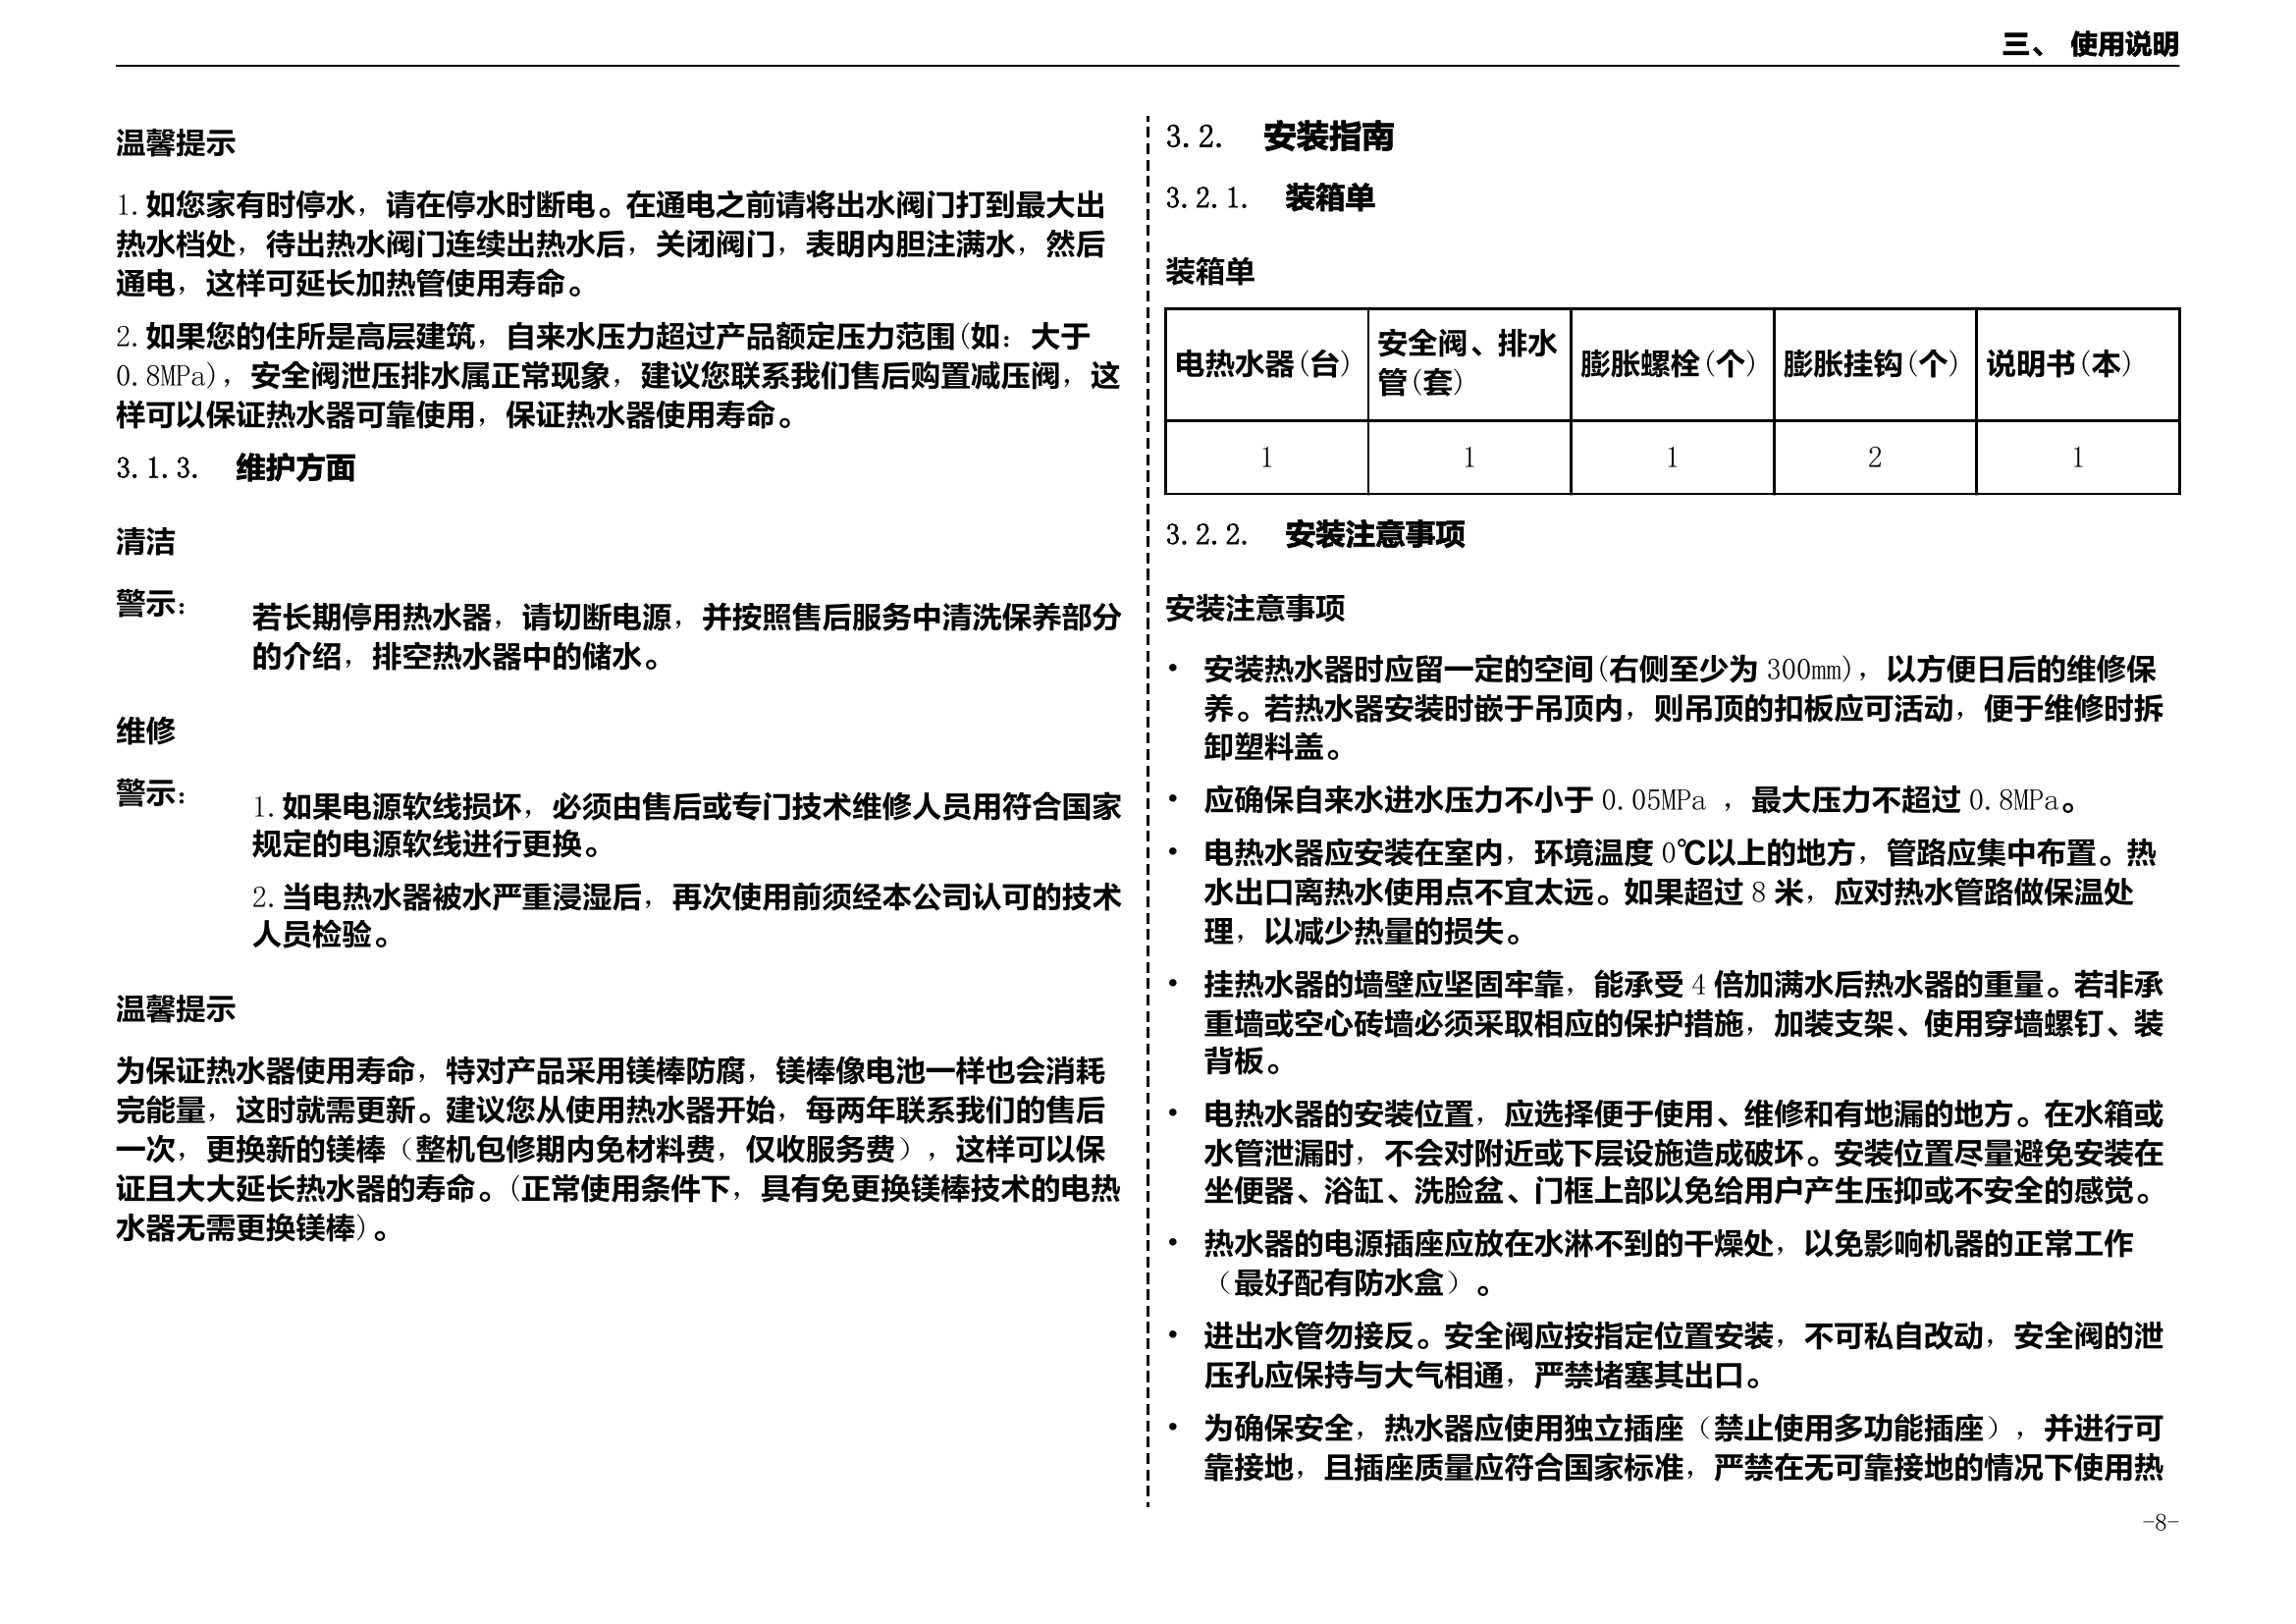 三、 使用说明
温馨提示
1.如您家有时停水，请在停水时断电。在通电之前请将出水阀门打到最大出
热水档处，待出热水阀门连续出热水后，关闭阀门，表明内胆注满水，然后
通电，这样可延长加热管使用寿命。
2.如果您的住所是高层建筑，自来水压力超过产品额定压力范围(如：大于
0.8MPa)，安全阀泄压排水属正常现象，建议您联系我们售后购置减压阀，这
样可以保证热水器可靠使用，保证热水器使用寿命。
3.1.3. 维护方面
清洁
警示：
若长期停用热水器，请切断电源，并按照售后服务中清洗保养部分
的介绍，排空热水器中的储水。
维修
警示：
1.如果电源软线损坏，必须由售后或专门技术维修人员用符合国家
规定的电源软线进行更换。
2.当电热水器被水严重浸湿后，再次使用前须经本公司认可的技术
人员检验。
温馨提示
为保证热水器使用寿命，特对产品采用镁棒防腐，镁棒像电池一样也会消耗
完能量，这时就需更新。建议您从使用热水器开始，每两年联系我们的售后
一次，更换新的镁棒（整机包修期内免材料费，仅收服务费），这样可以保
证且大大延长热水器的寿命。(正常使用条件下，具有免更换镁棒技术的电热
水器无需更换镁棒)。
3.2. 安装指南
3.2.1. 装箱单
装箱单
电热水器(台) 安全阀、排水 膨胀螺栓(个) 膨胀挂钩(个) 说明书(本)
管(套)
1 1 1 2 1
3.2.2. 安装注意事项
安装注意事项
• 安装热水器时应留一定的空间(右侧至少为 300mm)，以方便日后的维修保
养。若热水器安装时嵌于吊顶内，则吊顶的扣板应可活动，便于维修时拆
卸塑料盖。
• 应确保自来水进水压力不小于 0.05MPa ，最大压力不超过 0.8MPa。
• 电热水器应安装在室内，环境温度 0℃以上的地方，管路应集中布置。热
水出口离热水使用点不宜太远。如果超过 8 米，应对热水管路做保温处
理，以减少热量的损失。
• 挂热水器的墙壁应坚固牢靠，能承受 4 倍加满水后热水器的重量。若非承
重墙或空心砖墙必须采取相应的保护措施，加装支架、使用穿墙螺钉、装
背板。
• 电热水器的安装位置，应选择便于使用、维修和有地漏的地方。在水箱或
水管泄漏时，不会对附近或下层设施造成破坏。安装位置尽量避免安装在
坐便器、浴缸、洗脸盆、门框上部以免给用户产生压抑或不安全的感觉。
• 热水器的电源插座应放在水淋不到的干燥处，以免影响机器的正常工作
（最好配有防水盒）。
• 进出水管勿接反。安全阀应按指定位置安装，不可私自改动，安全阀的泄
压孔应保持与大气相通，严禁堵塞其出口。
• 为确保安全，热水器应使用独立插座（禁止使用多功能插座），并进行可
靠接地，且插座质量应符合国家标准，严禁在无可靠接地的情况下使用热
-8-